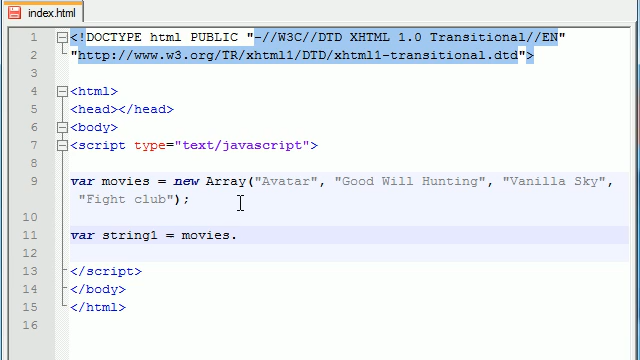 index.html
1 <!DOCTYPE html PUBLIC "-//W3C//DTD XHTML 1.0 Transitional//EN"
2 "http://www.w3.org/TR/xhtml1/DTD/xhtml1-transitional.dtd">
3
4 <html>
5 <head></head>
6 <body>
7 <script type="text/javascript">
8
9 var movies = new Array("Avatar", "Good Will Hunting", "Vanilla Sky",
"Fight club");
10
11 var string1 = movies.
12
13 </script>
14 </body>
15 </html>
16